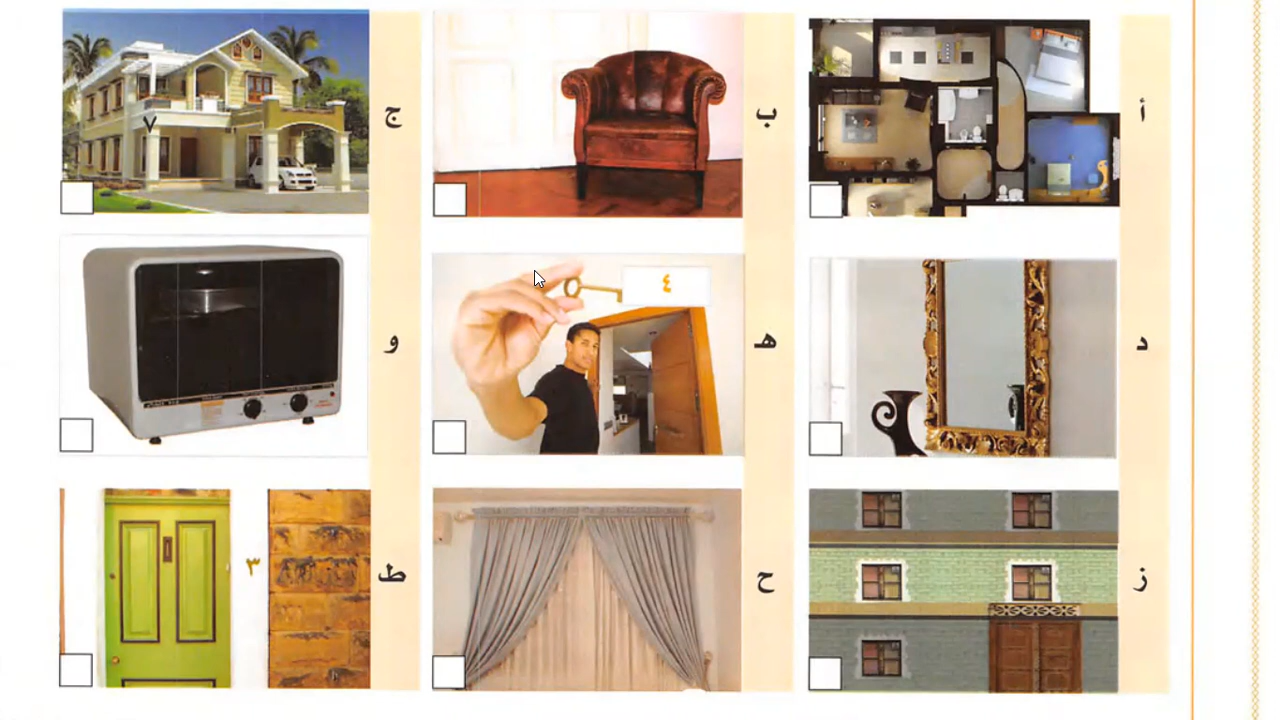 أ
ب
ج
٧
د
هـ
٤
و
ز
ح
ط
٣